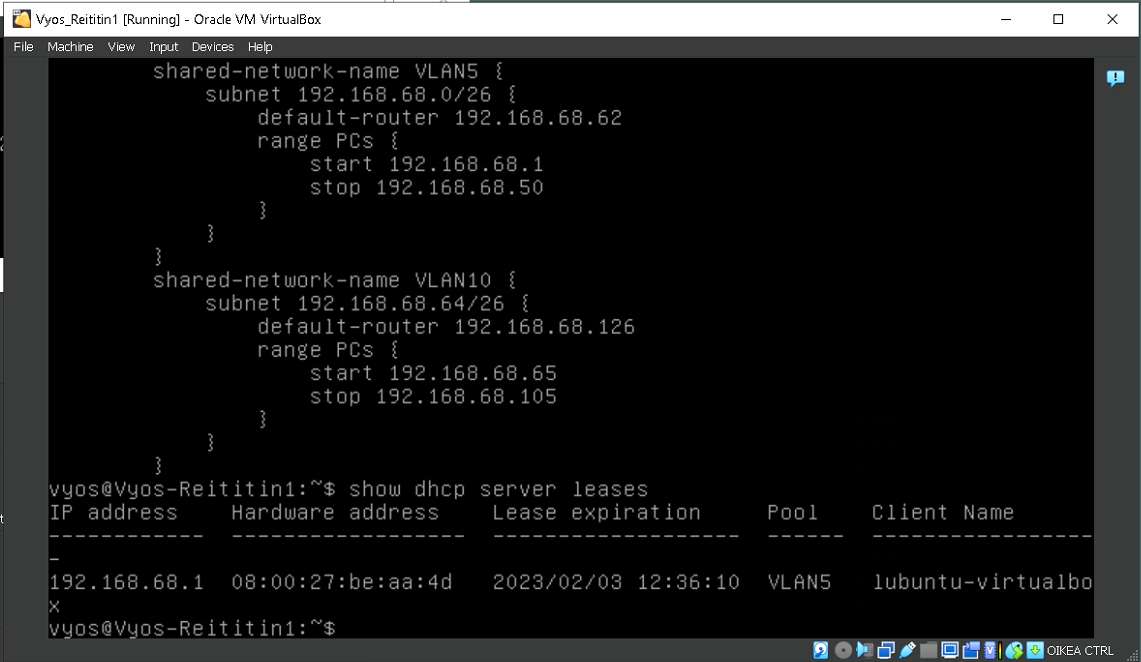 Vyos_Reititin1 [Running] - Oracle VM VirtualBox
File Machine View Input Devices Help
shared-network-name VLAN5 {
subnet 192.168.68.0/26 {
default-router 192.168.68.62
range PCs {
start 192.168.68.1
stop 192.168.68.50
}
}
}
shared-network-name VLAN10 {
subnet 192.168.68.64/26 {
default-router 192.168.68.126
range PCs {
start 192.168.68.65
stop 192.168.68.105
}
}
}
vyos@Vyos-Reititin1:~$ show dhcp server leases
IP address Hardware address Lease expiration Pool Client Name
------------ ------------------ ------------------- ------ -----------------
-
192.168.68.1 08:00:27:be:aa:4d 2023/02/03 12:36:10 VLAN5 lubuntu-virtualbo
x
vyos@Vyos-Reititin1:~$
OIKEA CTRL